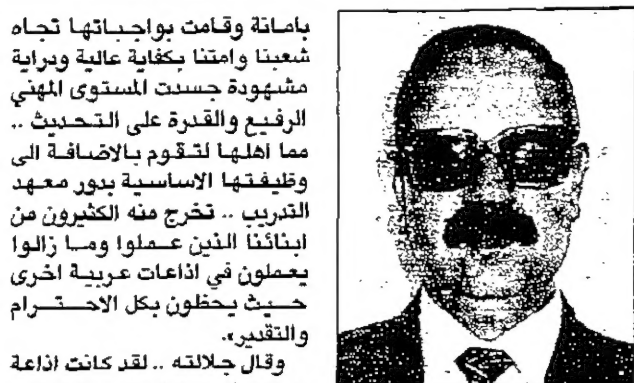 بامانة وقامت بواجباتها تجاه
شعبنا وامتنا بكفاية عالية ودراية
مشهودة جسدت المستوى المهني
الرفيع والقدرة على التحديث ..
مما اهلها لتقوم بالاضافة الى
وظيفتها الاساسية بدور معهد
التدريب .. تخرج منه الكثيرون من
ابنائنا الذين عملوا وما زالوا
يعملون في اذاعات عربية اخرى
حيث يحظون بكل الاحترام
والتقدير».
وقال جلالته .. لقد كانت اذاعة